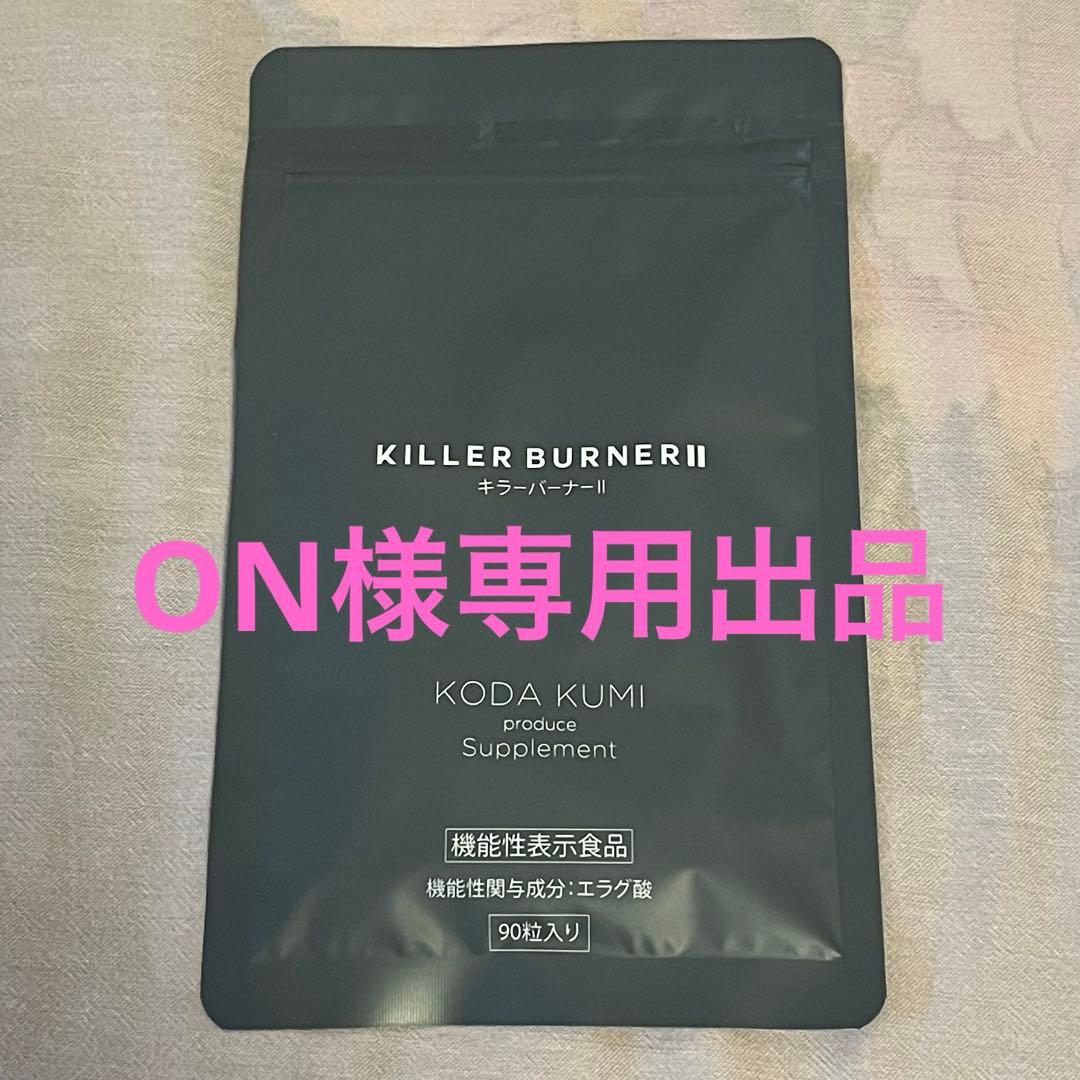 KILLER BURNERⅡ
キラーバーナーⅡ
ON様専用出品
KODA KUMI
produce
Supplement
機能性表示食品
機能性関与成分：エラグ酸
90粒入り